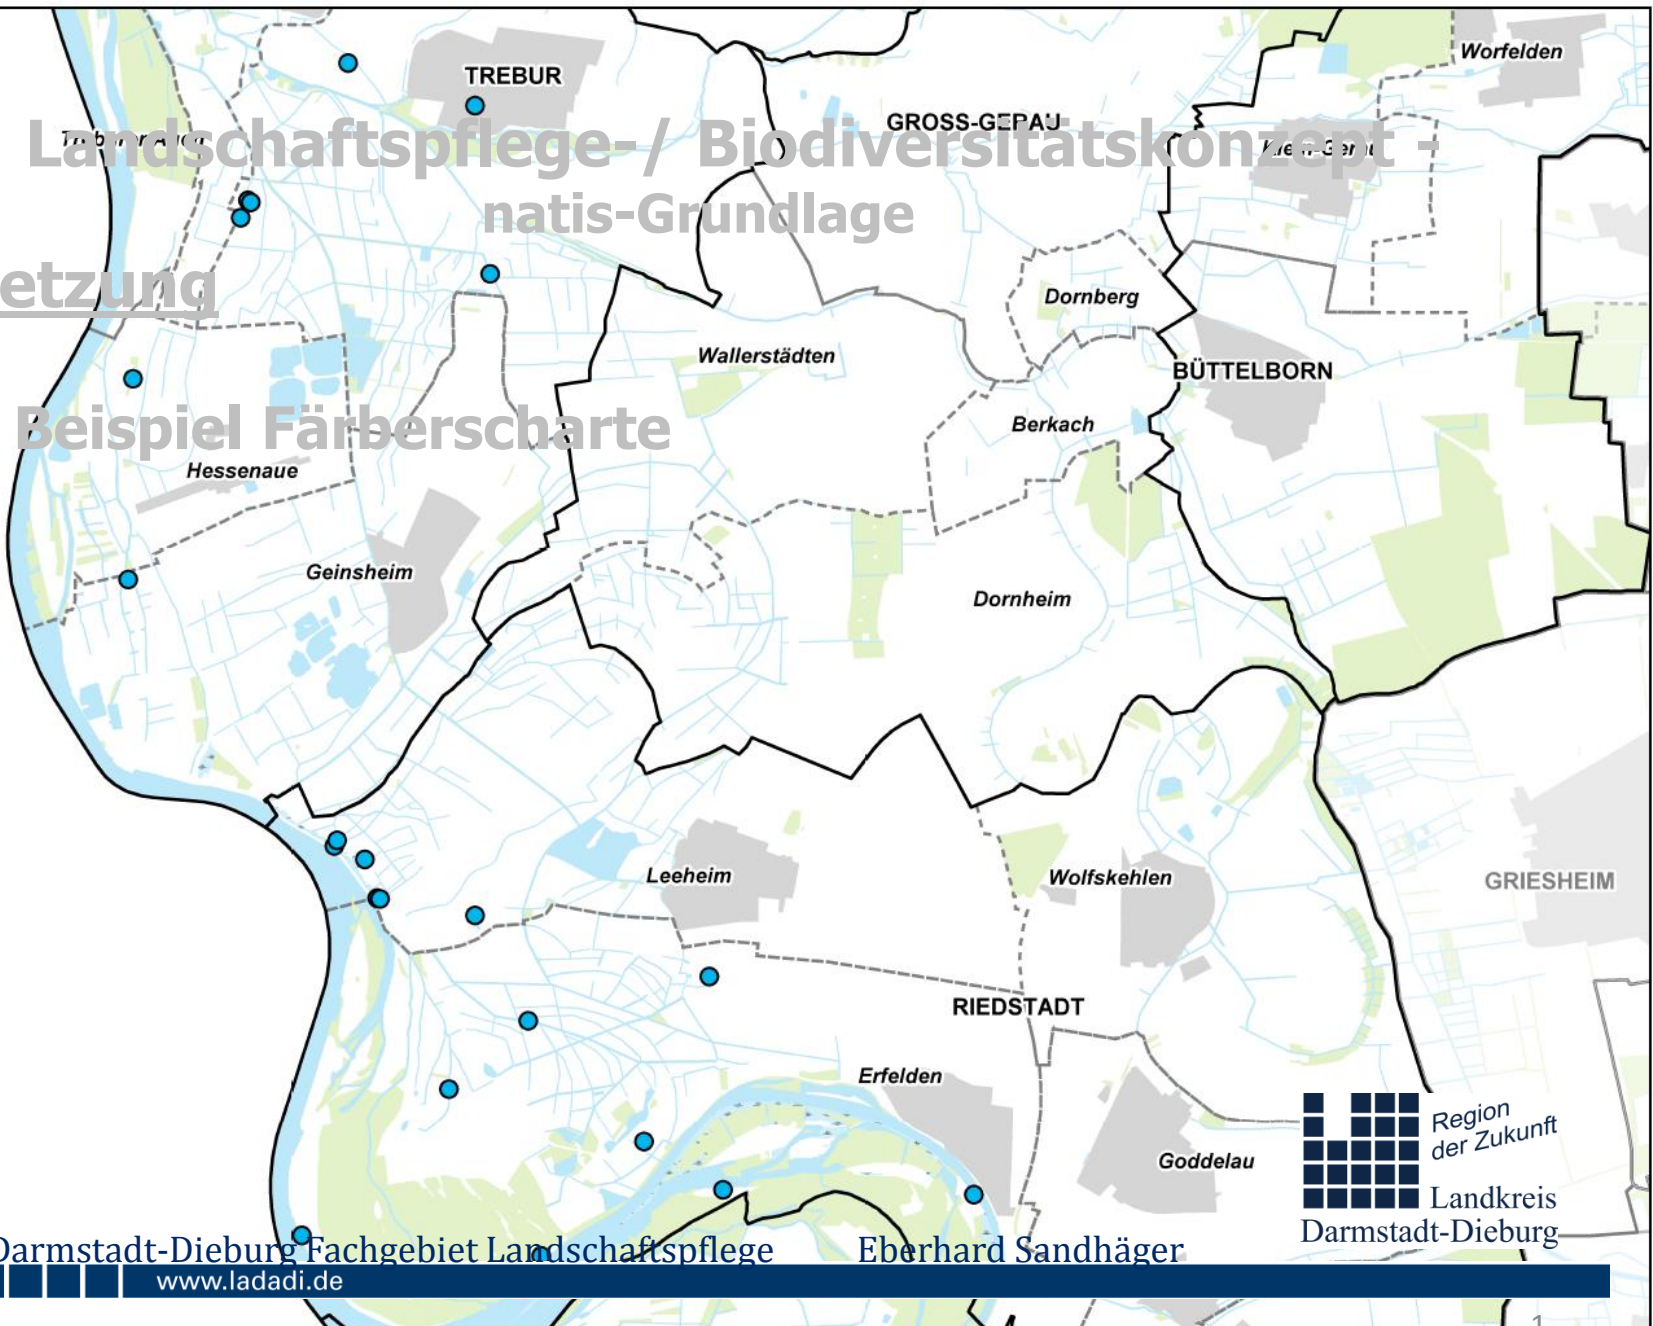 Worfelden
TREBUR
GROSS-GERAU
Klein-Gerau
Landschaftspflege-/ Biodiversitätskonzept -
natis-Grundlage
etzung
Dornberg
Wallerstädten
BÜTTELBORN
Beispiel Färberscharte
Berkach
Hessenaue
Geinsheim
Dornheim
Leeheim
Wolfskehlen
GRIESHEIM
RIEDSTADT
Erfelden
Goddelau
Region
der Zukunft
Landkreis
Darmstadt-Dieburg
Darmstadt-Dieburg Fachgebiet Landschaftspflege Eberhard Sandhäger
www.ladadi.de